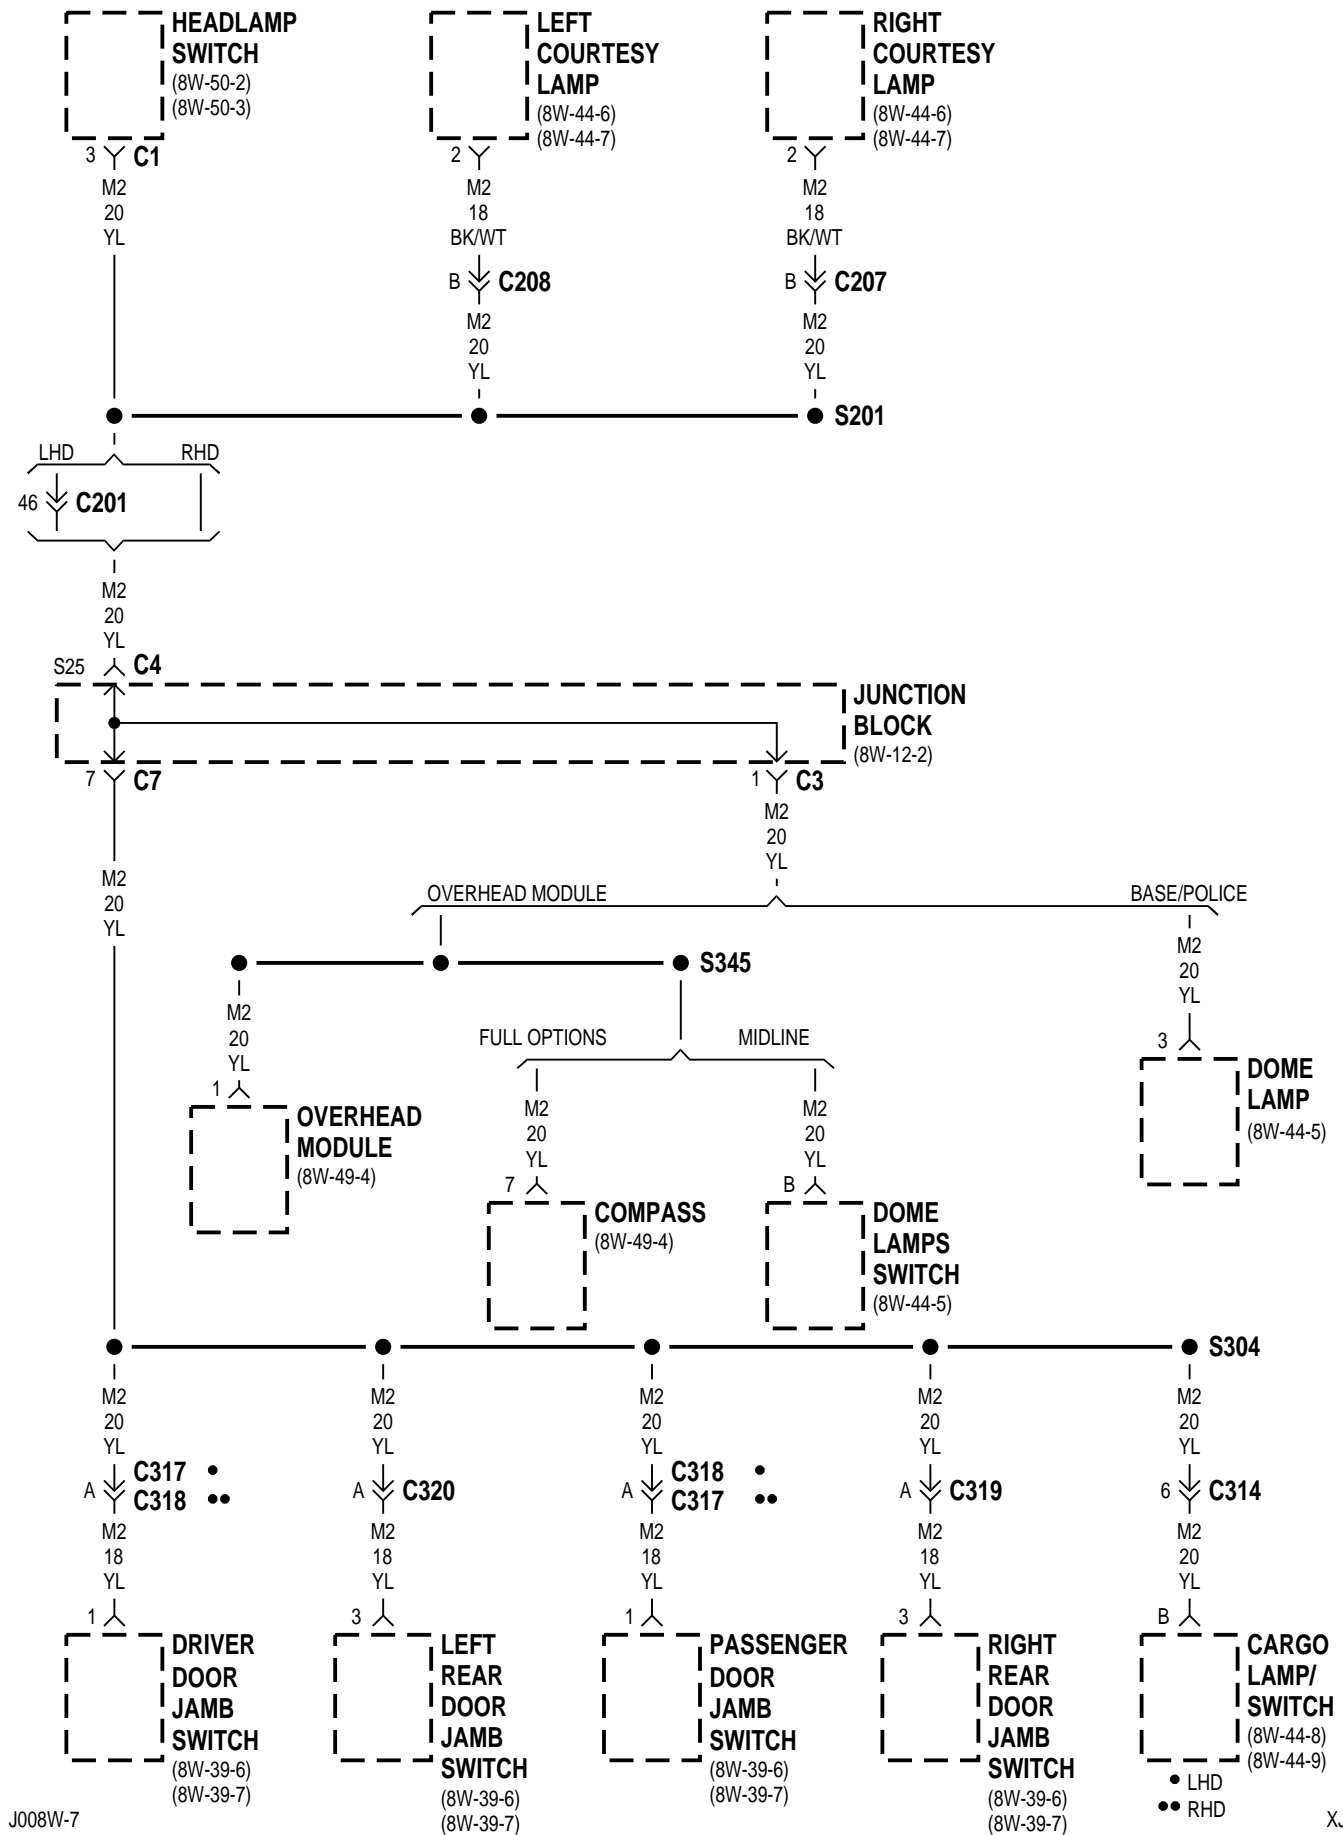 HEADLAMP
SWITCH
(8W-50-2)
(8W-50-3)
LEFT
COURTESY
LAMP
(8W-44-6)
(8W-44-7)
RIGHT
COURTESY
LAMP
(8W-44-6)
(8W-44-7)
3 C1
2
2
M2
20
YL
M2
18
BK/WT
M2
18
BK/WT
B C208
B C207
M2
20
YL
M2
20
YL
S201
LHD
RHD
46 C201
M2
20
YL
S25 C4
JUNCTION
BLOCK
(8W-12-2)
7 C7
1 C3
M2
20
YL
M2
20
YL
OVERHEAD MODULE
BASE/POLICE
S345
M2
20
YL
M2
20
YL
FULL OPTIONS
MIDLINE
3
DOME
LAMP
(8W-44-5)
1
OVERHEAD
MODULE
(8W-49-4)
M2
20
YL
M2
20
YL
7
B
COMPASS
(8W-49-4)
DOME
LAMPS
SWITCH
(8W-44-5)
S304
M2
20
YL
M2
20
YL
M2
20
YL
M2
20
YL
M2
20
YL
A C317 •
C318 ••
A C320
A C318 •
C317 ••
A C319
6 C314
M2
18
YL
M2
18
YL
M2
18
YL
M2
18
YL
M2
20
YL
1
3
1
3
B
DRIVER
DOOR
JAMB
SWITCH
(8W-39-6)
(8W-39-7)
LEFT
REAR
DOOR
JAMB
SWITCH
(8W-39-6)
(8W-39-7)
PASSENGER
DOOR
JAMB
SWITCH
(8W-39-6)
(8W-39-7)
RIGHT
REAR
DOOR
JAMB
SWITCH
(8W-39-6)
(8W-39-7)
CARGO
LAMP/
SWITCH
(8W-44-8)
(8W-44-9)
• LHD
•• RHD
J008W-7
XJ